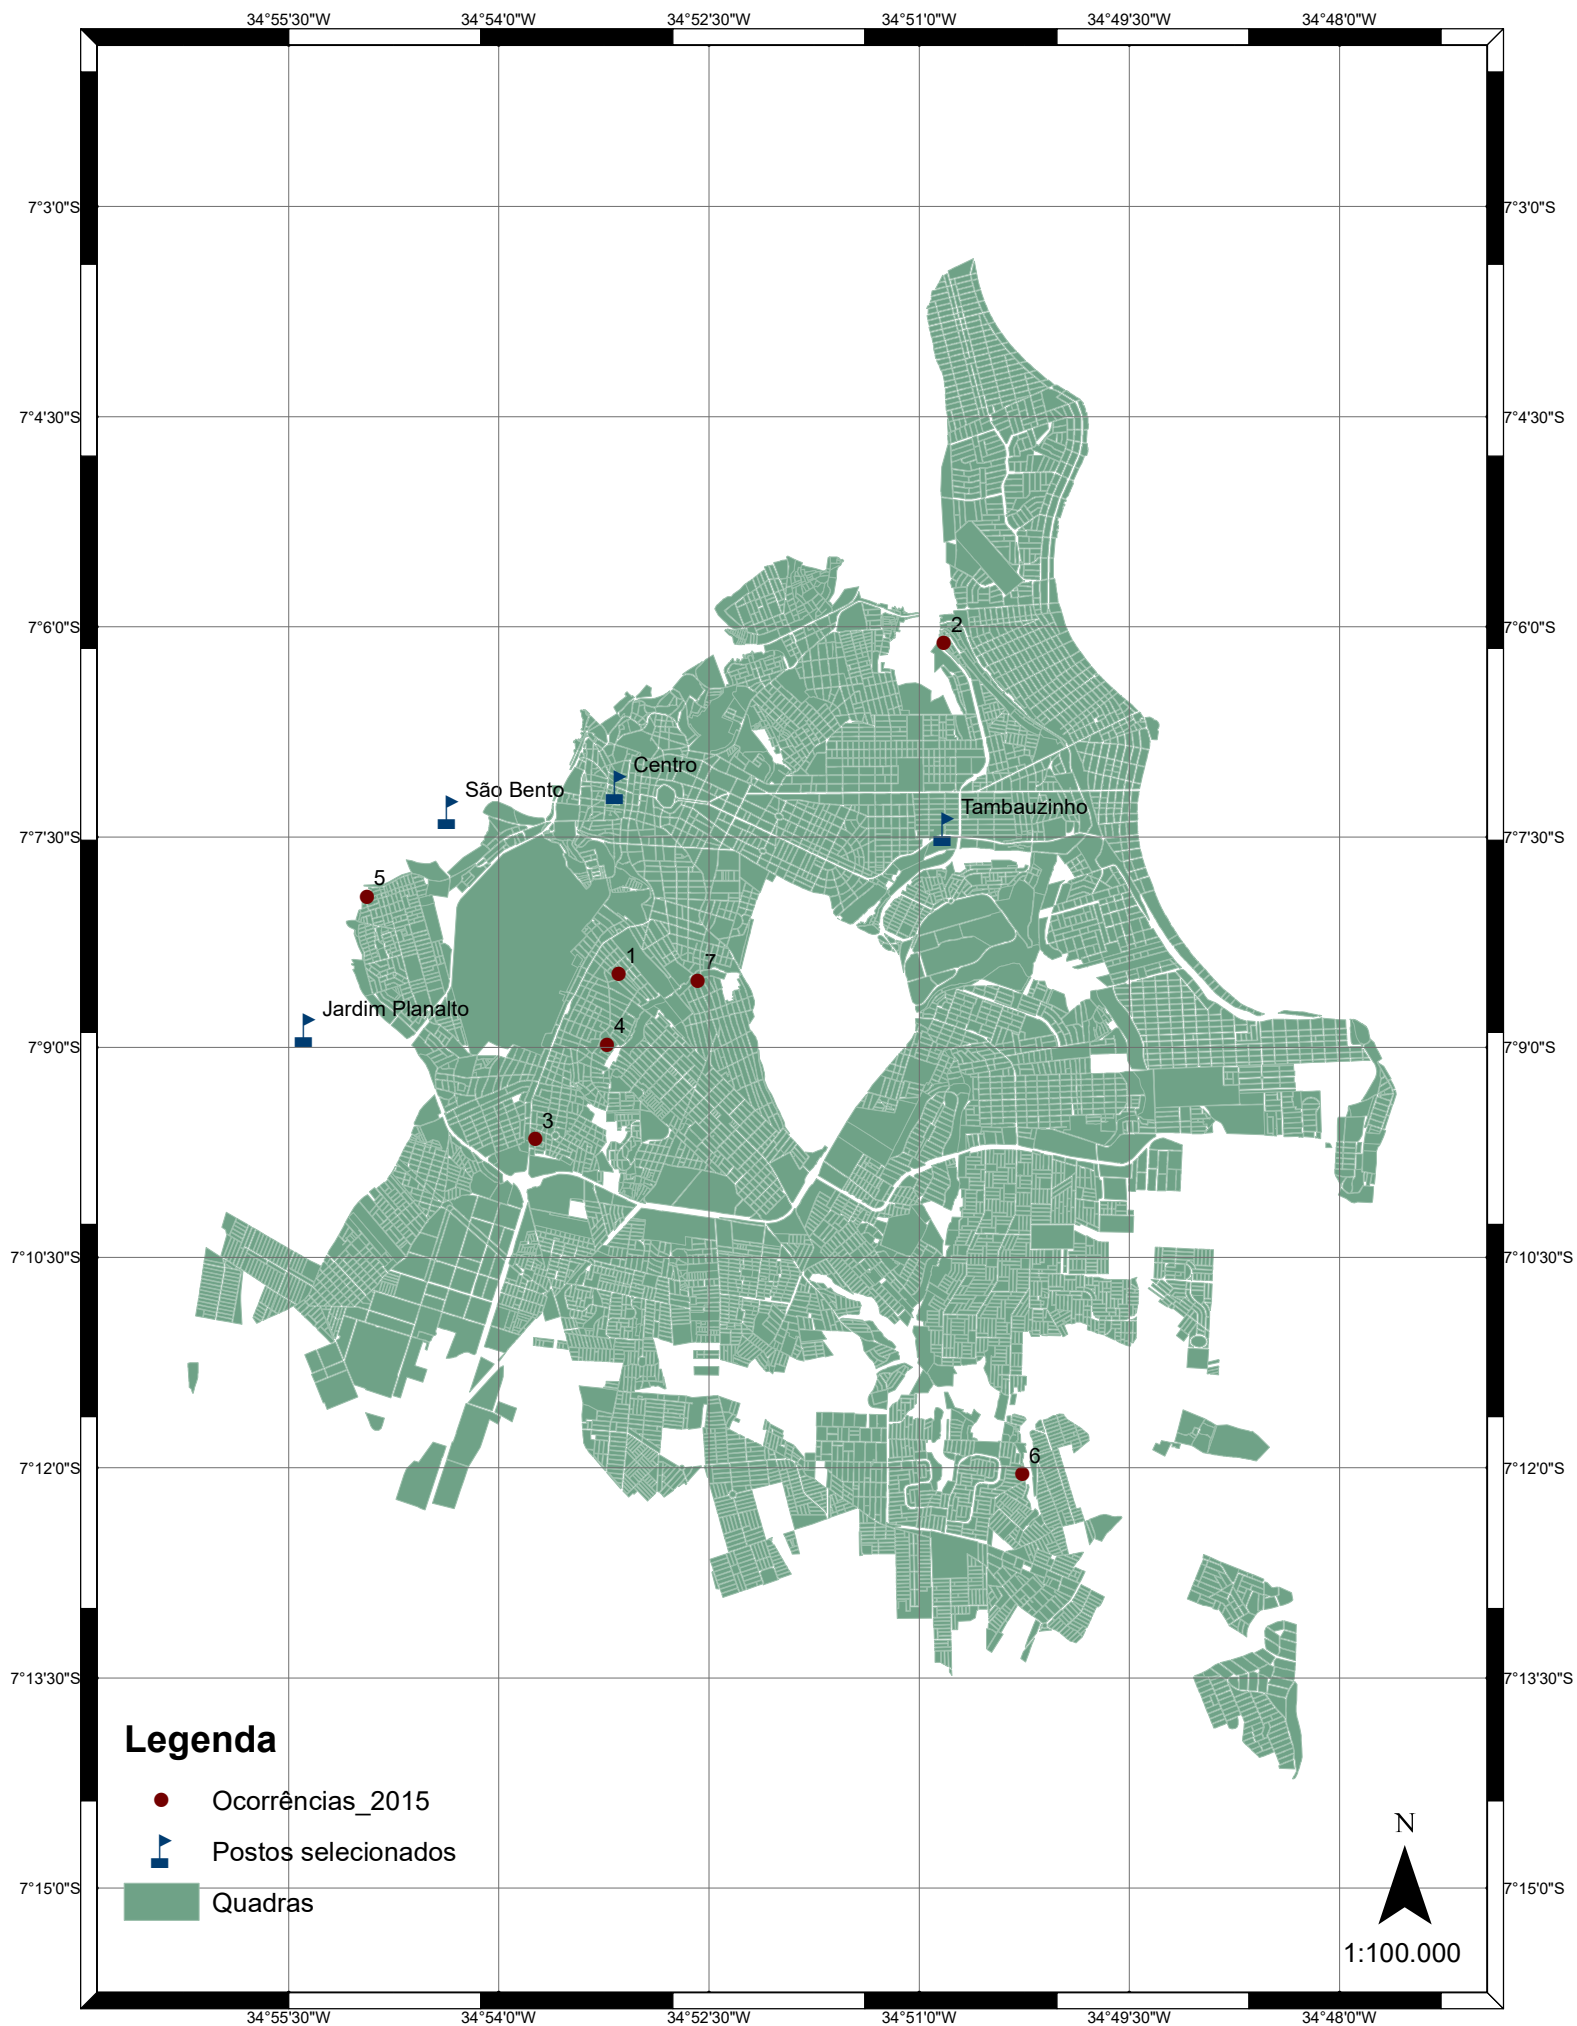 34°55'30"W 34°54'0"W 34°52'30"W 34°51'0"W 34°49'30"W 34°48'0"W
7°3'0"S 7°3'0"S
7°4'30"S 7°4'30"S
7°6'0"S 2 7°6'0"S
Centro
São Bento
Tambauzinho
7°7'30"S 7°7'30"S
5
1 7
Jardim Planalto
4
7°9'0"S 7°9'0"S
3
7°10'30"S 7°10'30"S
6
7°12'0"S 7°12'0"S
7°13'30"S 7°13'30"S
Legenda
Ocorrências_2015
Postos selecionados
Quadras
N
7°15'0"S 7°15'0"S
1:100.000
34°55'30"W 34°54'0"W 34°52'30"W 34°51'0"W 34°49'30"W 34°48'0"W